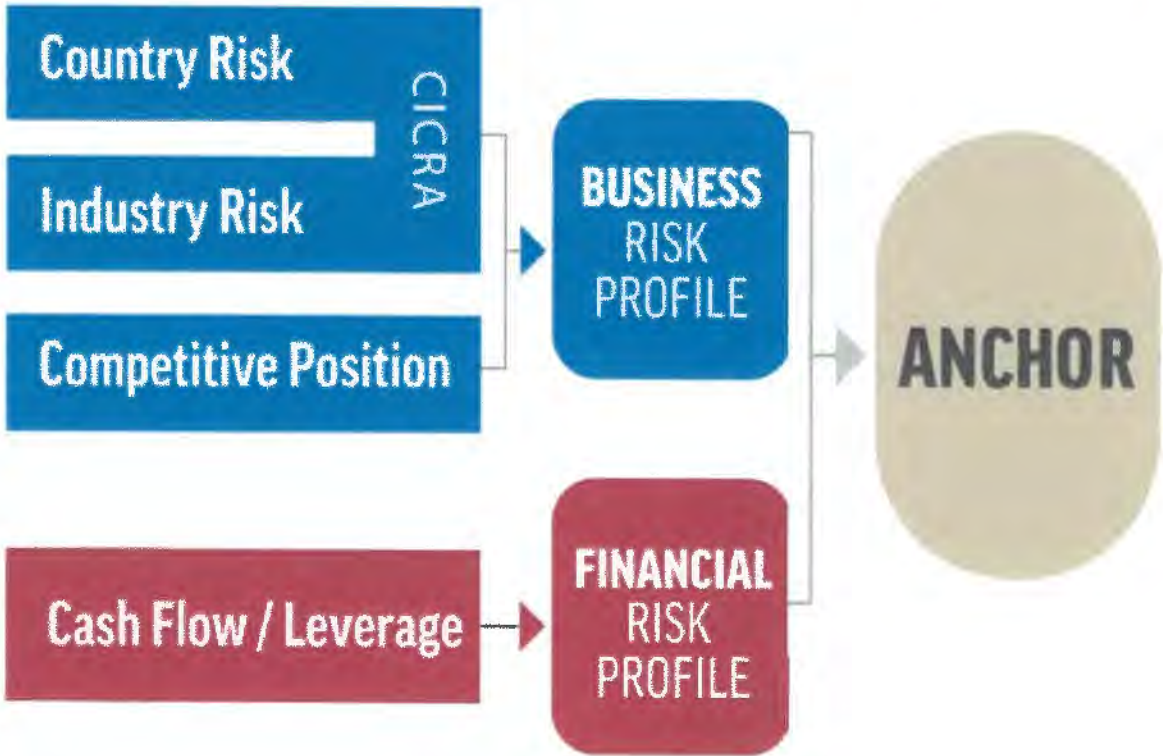 Country Risk
CICRA
Industry Risk
Competitive Position
BUSINESS
RISK
PROFILE
Cash Flow / Leverage
FINANCIAL
RISK
PROFILE
ANCHOR